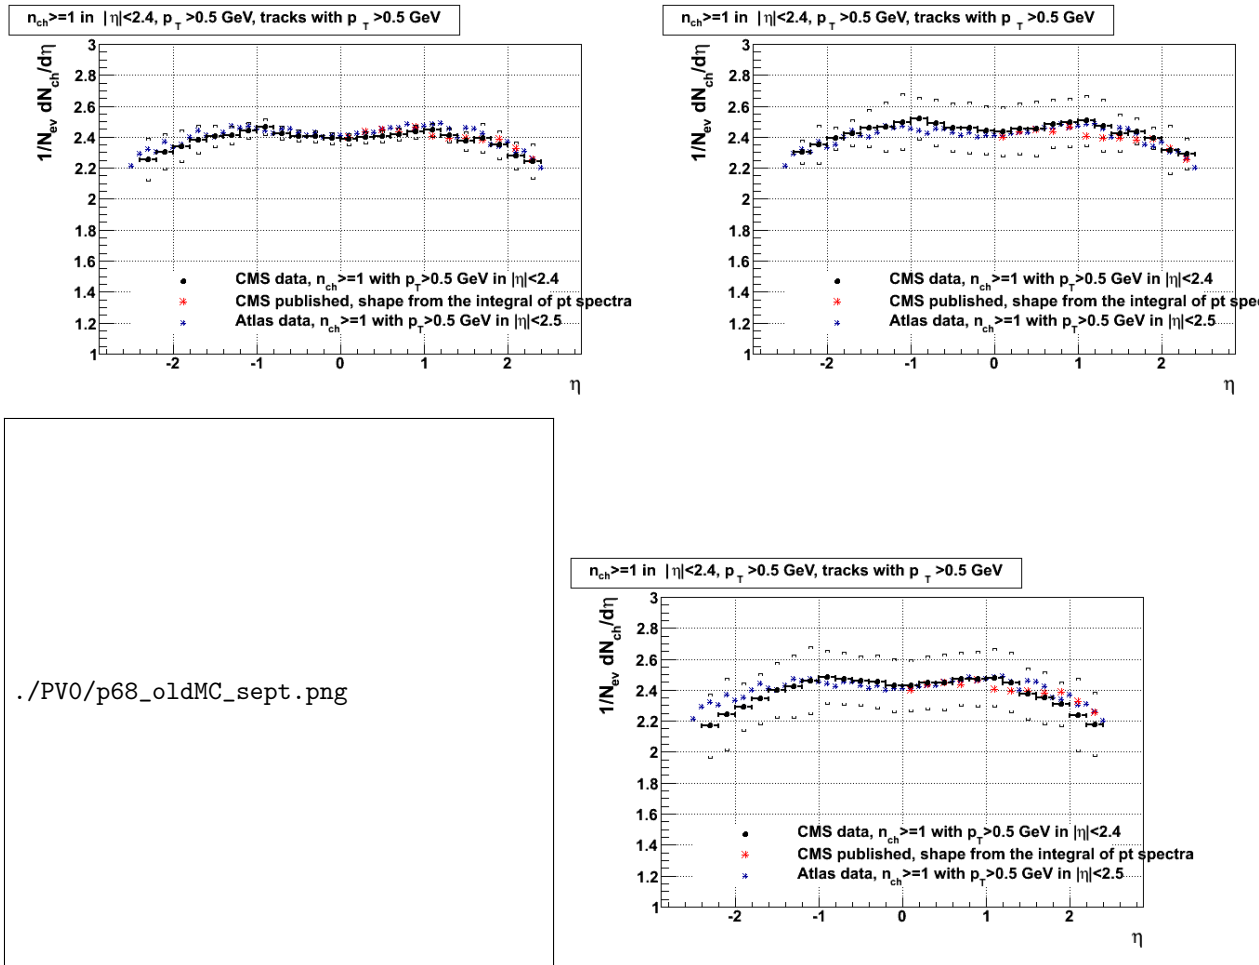 n_ch>=1 in |η|<2.4, p_T >0.5 GeV, tracks with p_T >0.5 GeV
1/N_ev dN_ch/dη
3
2.8
2.6
2.4
2.2
2
1.8
1.6
1.4
1.2
1
CMS data, n_ch>=1 with p_T>0.5 GeV in |η|<2.4
CMS published, shape from the integral of pt spectra
Atlas data, n_ch>=1 with p_T>0.5 GeV in |η|<2.5
-2 -1 0 1 2
η
n_ch>=1 in |η|<2.4, p_T >0.5 GeV, tracks with p_T >0.5 GeV
1/N_ev dN_ch/dη
3
2.8
2.6
2.4
2.2
2
1.8
1.6
1.4
1.2
1
CMS data, n_ch>=1 with p_T>0.5 GeV in |η|<2.4
CMS published, shape from the integral of pt spe
Atlas data, n_ch>=1 with p_T>0.5 GeV in |η|<2.5
-2 -1 0 1 2
η
./PV0/p68_oldMC_sept.png
n_ch>=1 in |η|<2.4, p_T >0.5 GeV, tracks with p_T >0.5 GeV
1/N_ev dN_ch/dη
3
2.8
2.6
2.4
2.2
2
1.8
1.6
1.4
1.2
1
CMS data, n_ch>=1 with p_T>0.5 GeV in |η|<2.4
CMS published, shape from the integral of pt spectra
Atlas data, n_ch>=1 with p_T>0.5 GeV in |η|<2.5
-2 -1 0 1 2
η